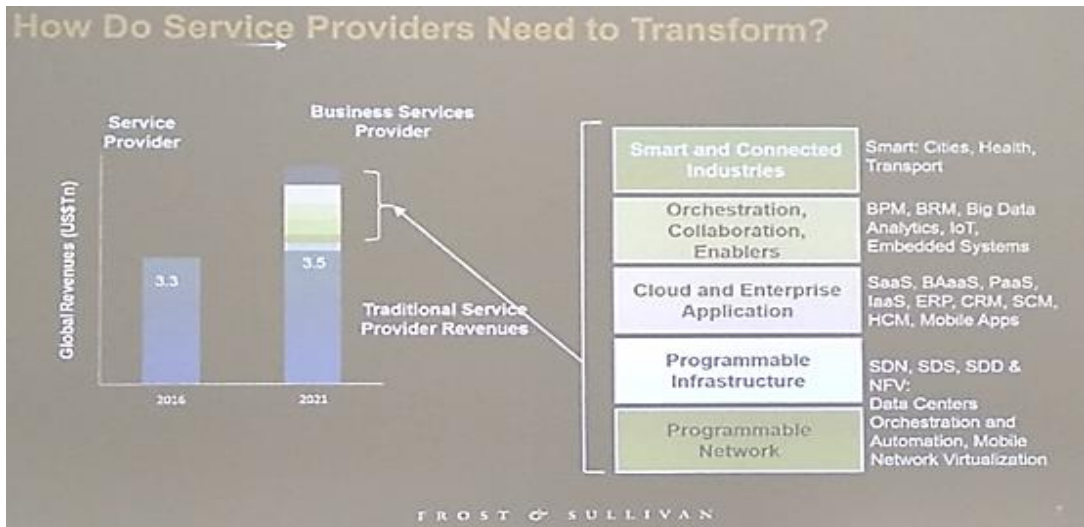 How Do Service Providers Need to Transform?
Service
Provider
Business Services
Provider
Global Revenues (US$Tn)
3.3
3.5
2016
2021
Traditional Service
Provider Revenues
Smart and Connected
Industries
Smart: Cities, Health,
Transport
Orchestration,
Collaboration,
Enablers
BPM, BRM, Big Data
Analytics, IoT,
Embedded Systems
Cloud and Enterprise
Application
SaaS, BAaaS, PaaS,
IaaS, ERP, CRM, SCM,
HCM, Mobile Apps
Programmable
Infrastructure
SDN, SDS, SDD &
NFV:
Data Centers
Programmable
Network
Orchestration and
Automation, Mobile
Network Virtualization
FROST & SULLIVAN